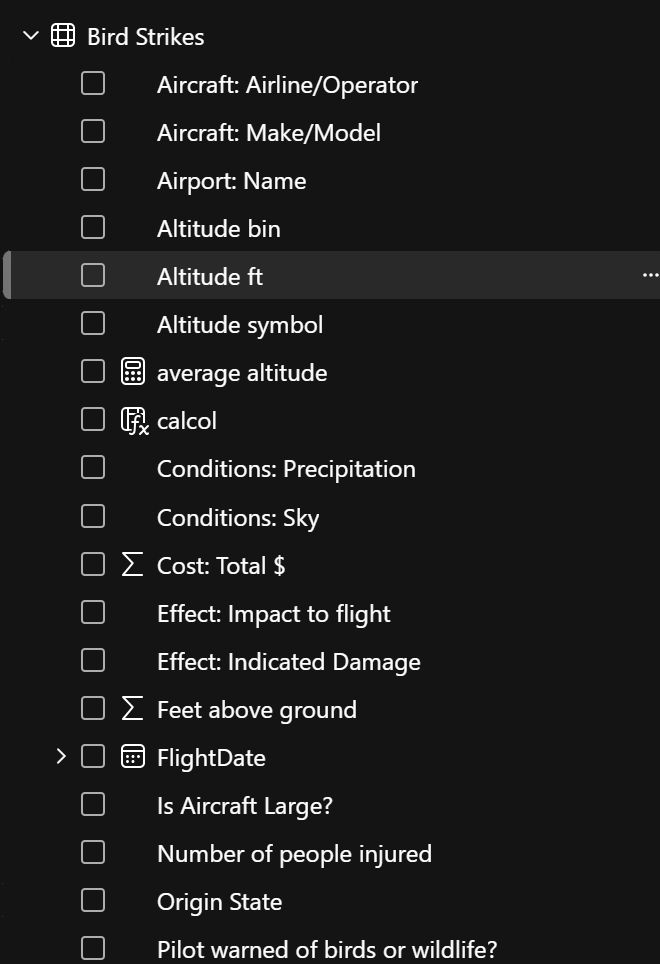 Bird Strikes
Aircraft: Airline/Operator
Aircraft: Make/Model
Airport: Name
Altitude bin
Altitude ft
Altitude symbol
average altitude
calcol
Conditions: Precipitation
Conditions: Sky
Cost: Total $
Effect: Impact to flight
Effect: Indicated Damage
Feet above ground
FlightDate
Is Aircraft Large?
Number of people injured
Origin State
Pilot warned of birds or wildlife?